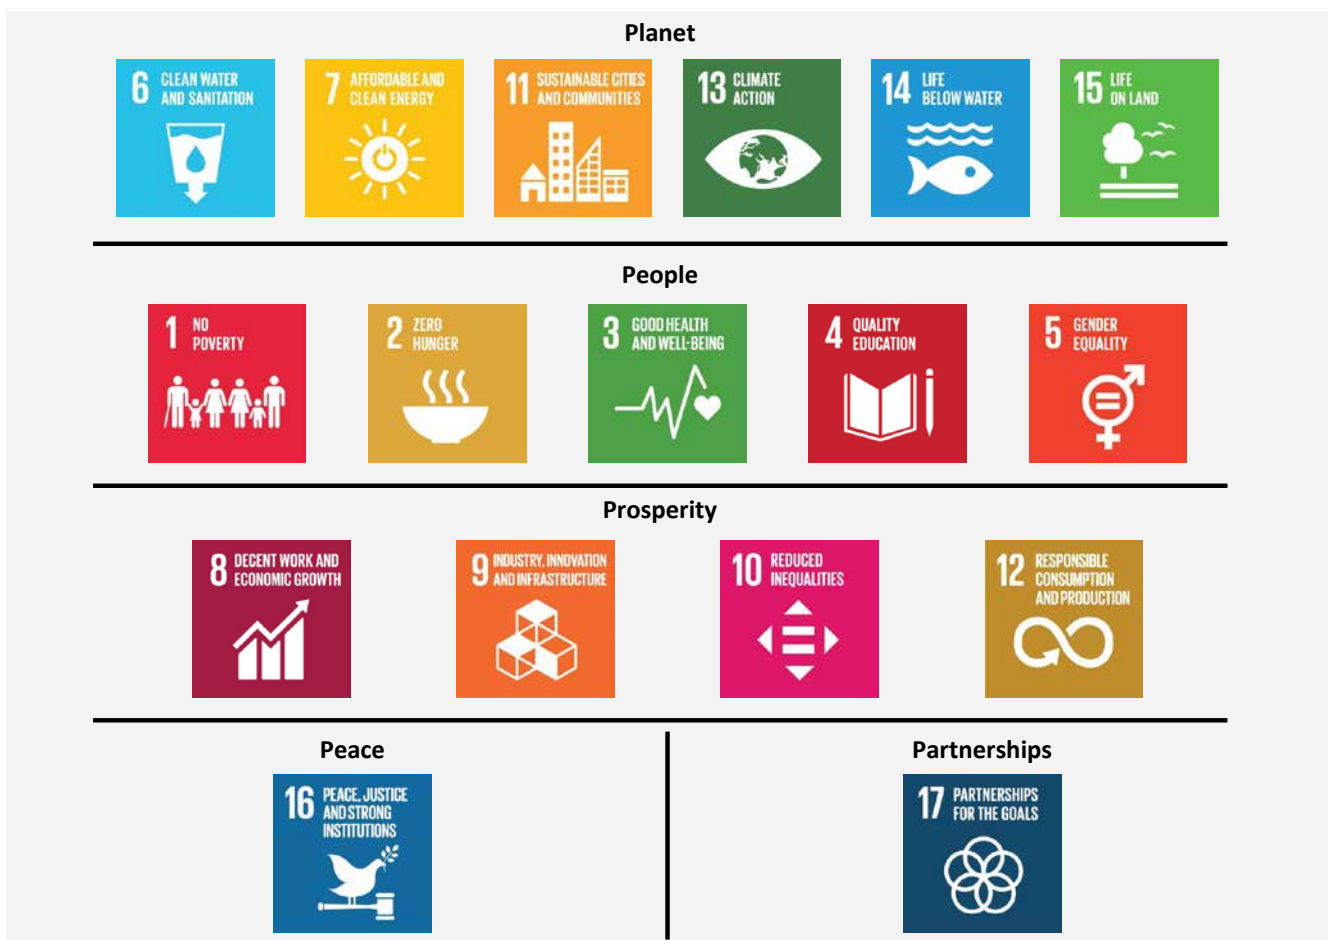 Planet
6 CLEAN WATER
AND SANITATION
7 AFFORDABLE AND
CLEAN ENERGY
11 SUSTAINABLE CITIES
AND COMMUNITIES
13 CLIMATE
ACTION
14 LIFE
BELOW WATER
15 LIFE
ON LAND
People
1 NO
POVERTY
2 ZERO
HUNGER
3 GOOD HEALTH
AND WELL-BEING
4 QUALITY
EDUCATION
5 GENDER
EQUALITY
Prosperity
8 DECENT WORK AND
ECONOMIC GROWTH
9 INDUSTRY, INNOVATION
AND INFRASTRUCTURE
10 REDUCED
INEQUALITIES
12 RESPONSIBLE
CONSUMPTION
AND PRODUCTION
Peace
16 PEACE, JUSTICE
AND STRONG
INSTITUTIONS
Partnerships
17 PARTNERSHIPS
FOR THE GOALS